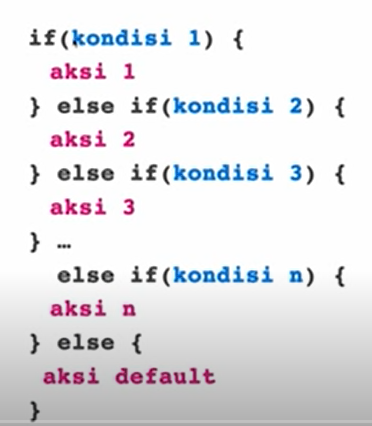 if(kondisi 1) {
aksi 1
} else if(kondisi 2) {
aksi 2
} else if(kondisi 3) {
aksi 3
} …
else if(kondisi n) {
aksi n
} else {
aksi default
}